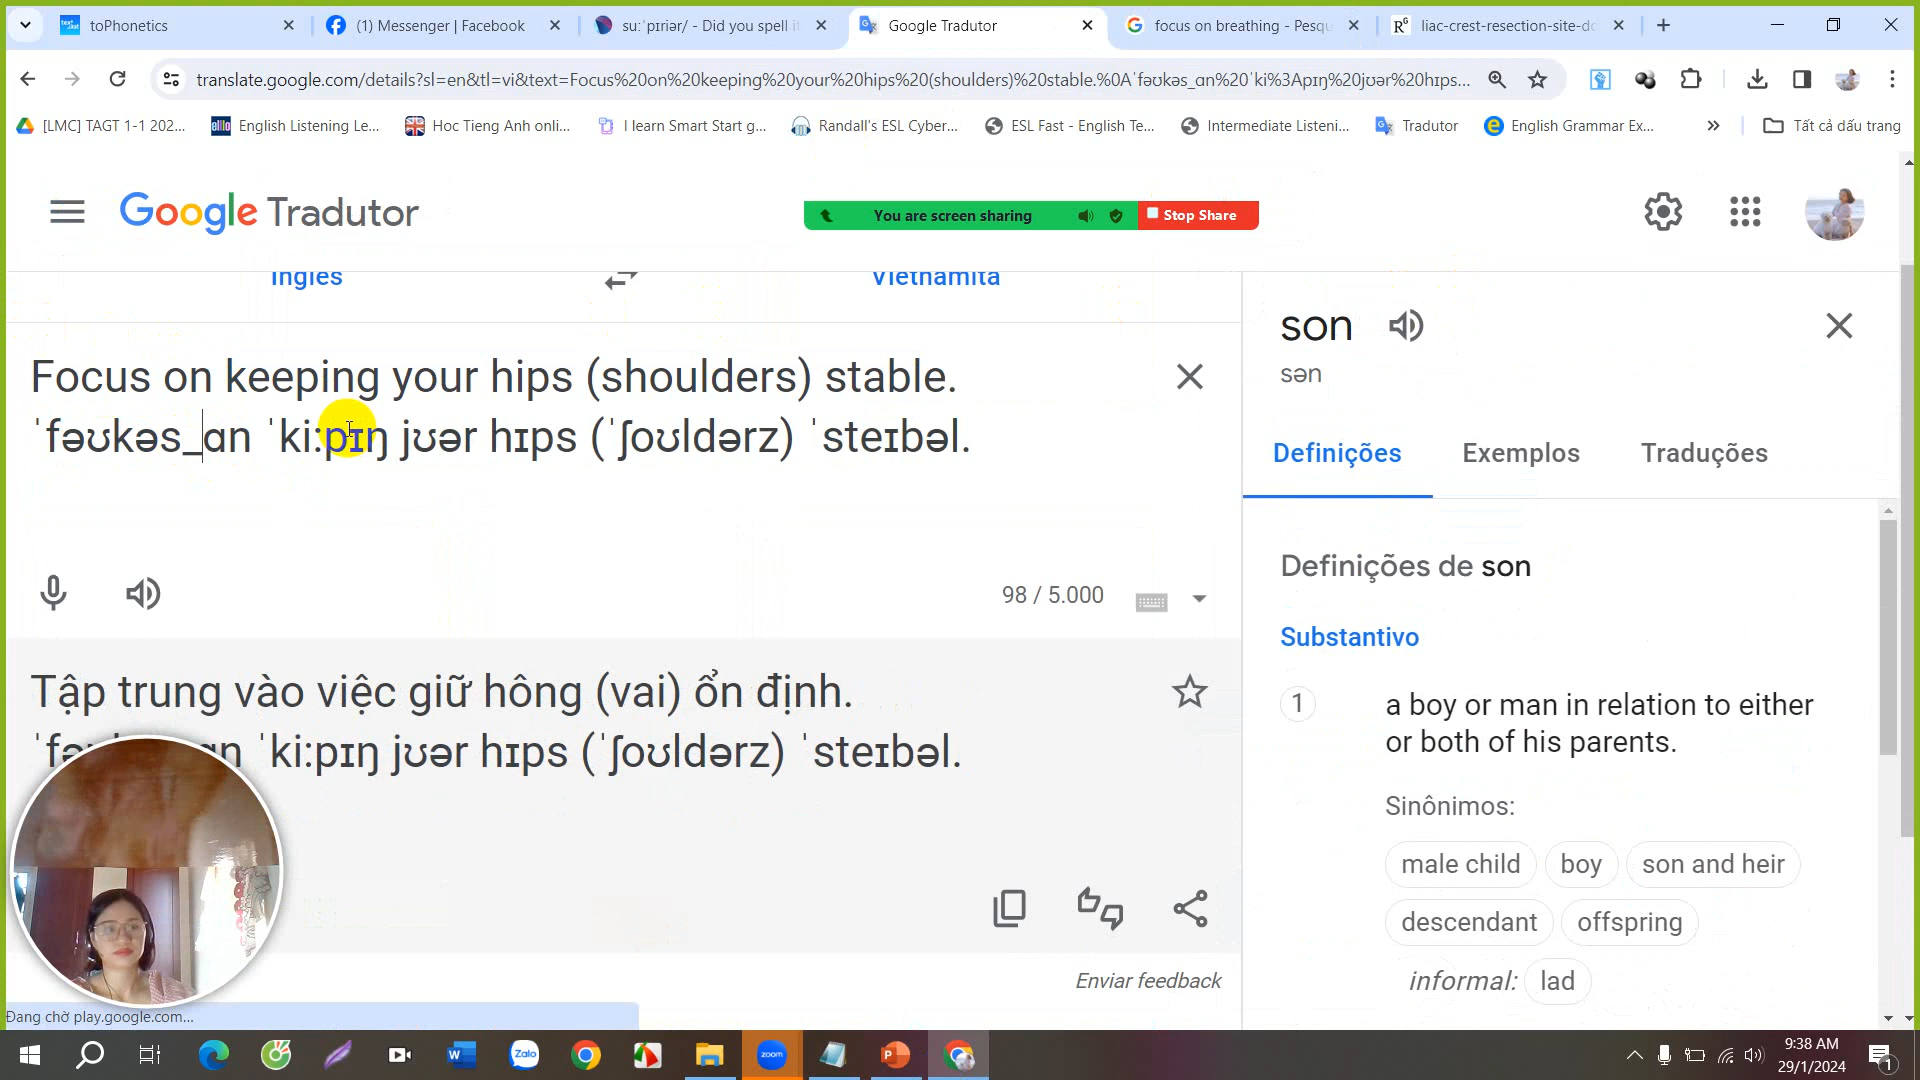 toPhonetics
(1) Messenger | Facebook
suːˈpɪriər/ - Did you spell it
Google Tradutor
focus on breathing - Pesqu
liac-crest-resection-site-do
translate.google.com/details?sl=en&tl=vi&text=Focus%20on%20keeping%20your%20hips%20(shoulders)%20stable.%0Aˈfəʊkəs_ɑn%20ˈki%3Apɪŋ%20jʊər%20hɪps...
[LMC] TAGT 1-1 202...
English Listening Le...
Hoc Tieng Anh onli...
I learn Smart Start g...
Randall's ESL Cyber...
ESL Fast - English Te...
Intermediate Listeni...
Tradutor
English Grammar Ex...
Tất cả dấu trang
Google Tradutor
You are screen sharing
Stop Share
Inglês
Vietnamita
Focus on keeping your hips (shoulders) stable.
ˈfəʊkəs_ɑn ˈki:pɪŋ jʊər hɪps (ˈʃoʊldərz) ˈsteɪbəl.
98 / 5.000
Tập trung vào việc giữ hông (vai) ổn định.
ˈki:pɪŋ jʊər hɪps (ˈʃoʊldərz) ˈsteɪbəl.
Enviar feedback
son
sən
Definições
Exemplos
Traduções
Definições de son
Substantivo
1
a boy or man in relation to either
or both of his parents.
Sinônimos:
male child
boy
son and heir
descendant
offspring
informal:
lad
Đang chờ play.google.com...
Zalo
zoom
9:38 AM
29/1/2024
1